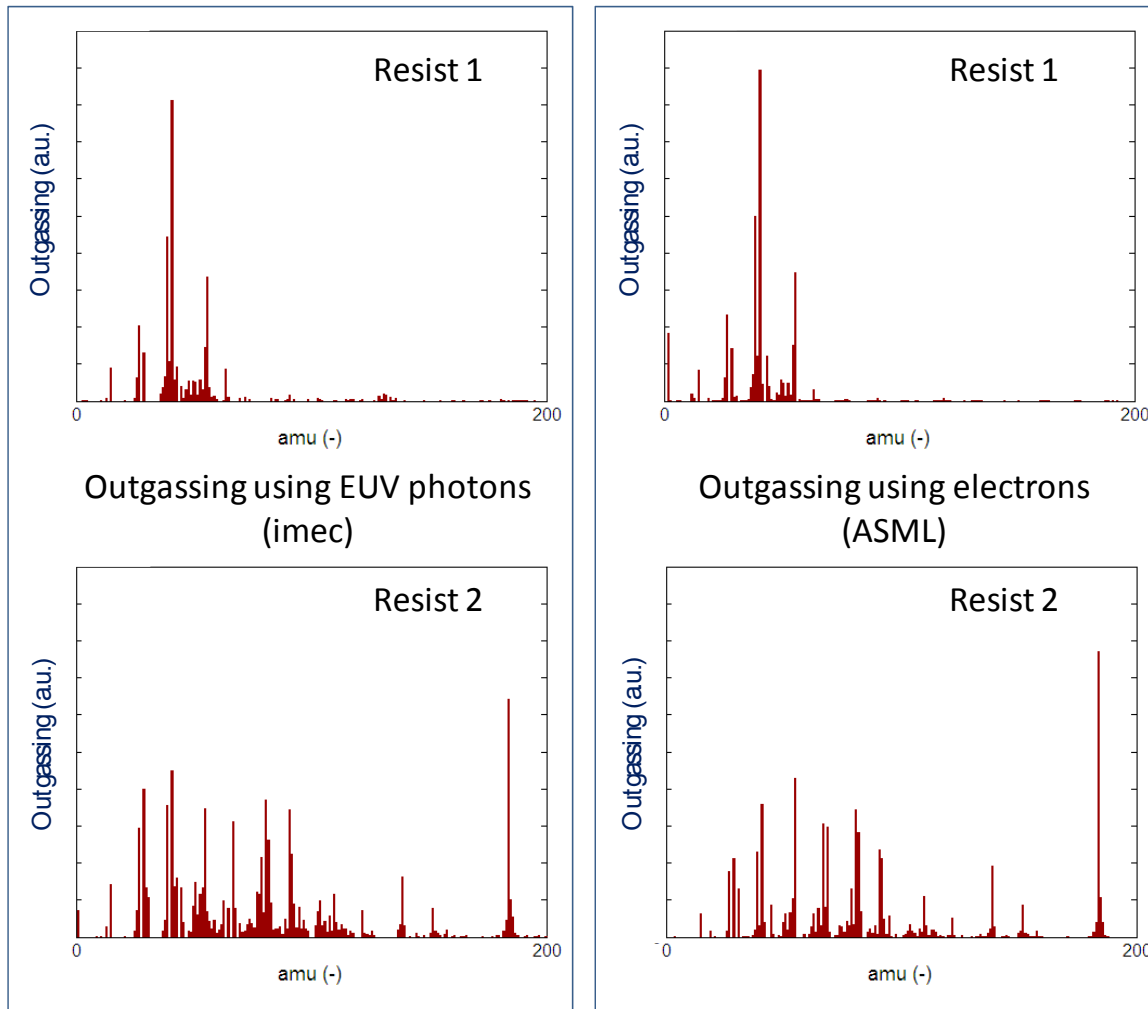 Resist 1
Outgassing (a.u.)
0
200
amu (-)
Resist 1
Outgassing (a.u.)
0
200
amu (-)
Outgassing using EUV photons
(imec)
Outgassing using electrons
(ASML)
Resist 2
Outgassing (a.u.)
0
200
amu (-)
Resist 2
Outgassing (a.u.)
0
200
amu (-)